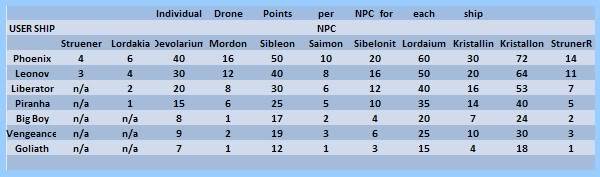 Individual Drone Points per NPC for each ship
USER SHIP NPC
Struener Lordakia Devolarium Mordon Sibleon Saimon Sibelonit Lordaium Kristallin Kristallon StrunerR
Phoenix 4 6 40 16 50 10 20 60 30 72 14
Leonov 3 4 30 12 40 8 16 50 20 64 11
Liberator n/a 2 20 8 30 6 12 40 16 53 7
Piranha n/a 1 15 6 25 5 10 35 14 40 5
Big Boy n/a n/a 8 1 17 2 4 20 7 24 2
Vengeance n/a n/a 9 2 19 3 6 25 10 30 3
Goliath n/a n/a 7 1 12 1 3 15 4 18 1